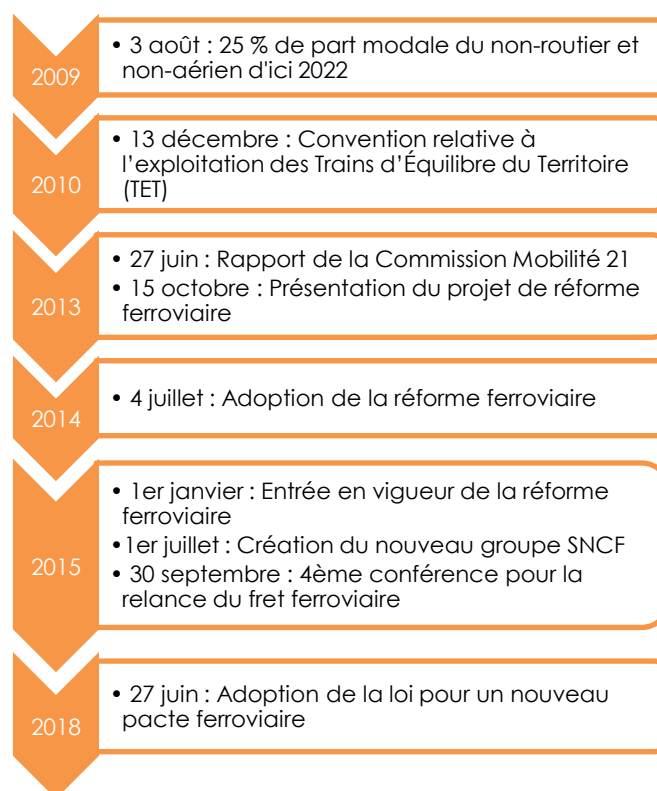 2009
• 3 août : 25 % de part modale du non-routier et
non-aérien d'ici 2022
2010
• 13 décembre : Convention relative à
l'exploitation des Trains d'Équilibre du Territoire
(TET)
2013
• 27 juin : Rapport de la Commission Mobilité 21
• 15 octobre : Présentation du projet de réforme
ferroviaire
2014
• 4 juillet : Adoption de la réforme ferroviaire
2015
• 1er janvier : Entrée en vigueur de la réforme
ferroviaire
•1er juillet : Création du nouveau groupe SNCF
• 30 septembre : 4ème conférence pour la
relance du fret ferroviaire
2018
• 27 juin : Adoption de la loi pour un nouveau
pacte ferroviaire